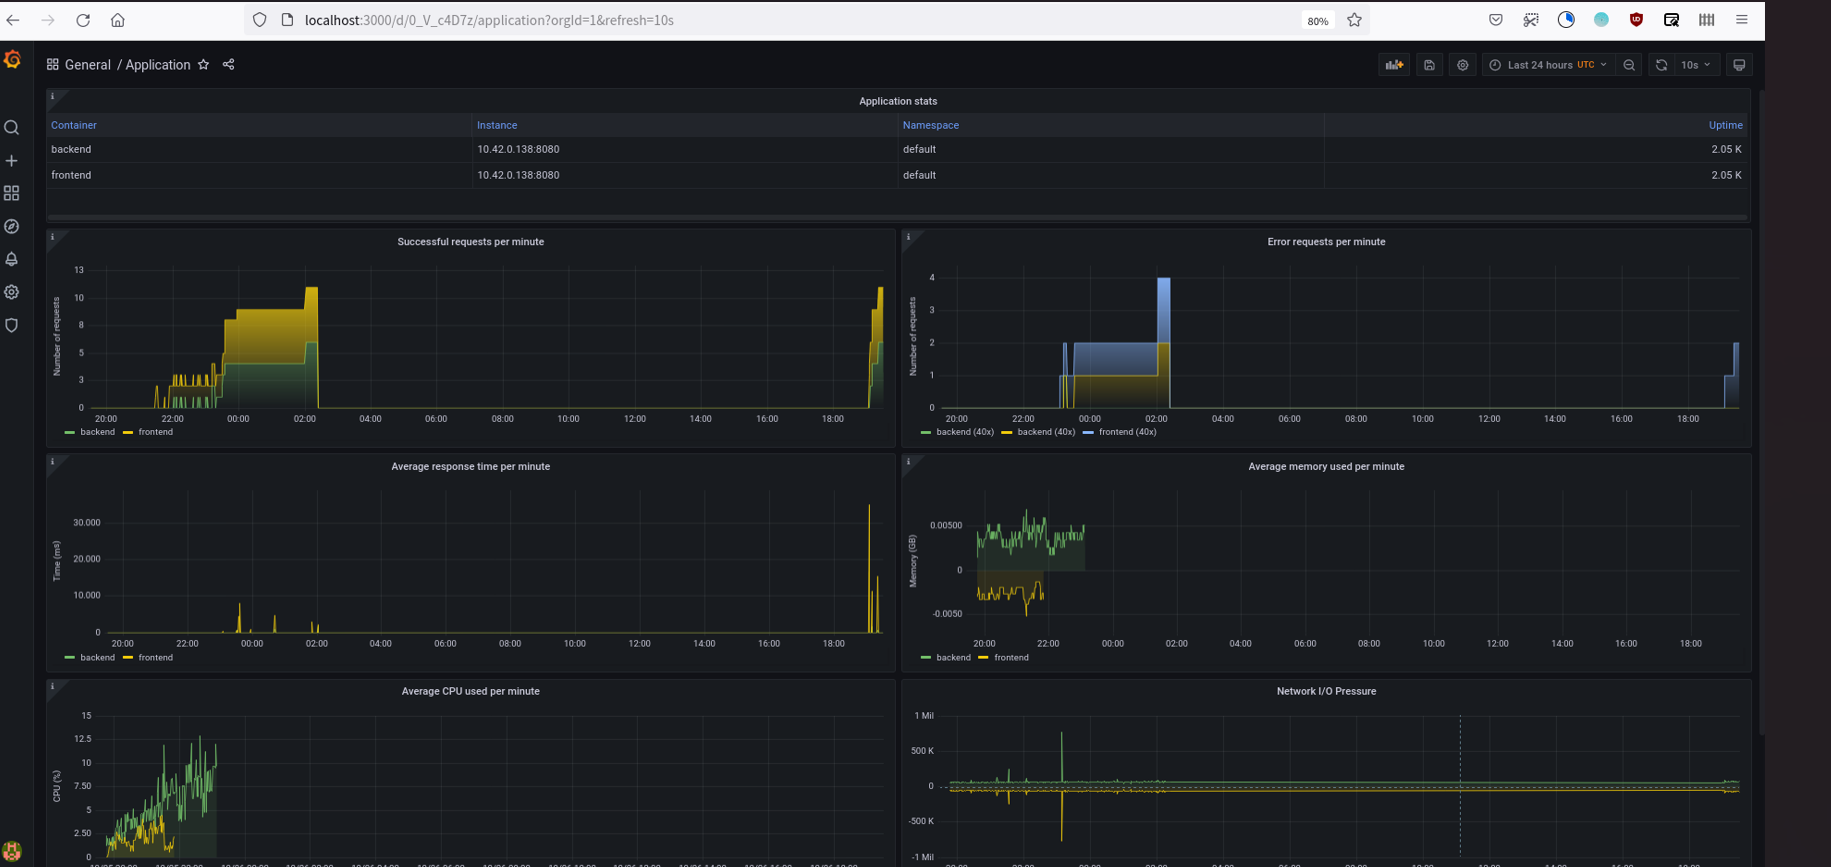 localhost:3000/d/0_V_c4D7z/application?orgId=1&refresh=10s
80%
General / Application
Last 24 hours UTC
10s
Application stats
Container Instance Namespace Uptime
backend 10.42.0.138:8080 default 2.05 K
frontend 10.42.0.138:8080 default 2.05 K
Successful requests per minute
Number of requests
13
10
8
5
3
0
20:00 22:00 00:00 02:00 04:00 06:00 08:00 10:00 12:00 14:00 16:00 18:00
backend frontend
Error requests per minute
Number of requests
4
3
2
1
0
20:00 22:00 00:00 02:00 04:00 06:00 08:00 10:00 12:00 14:00 16:00 18:00
backend (40x) backend (40x) frontend (40x)
Average response time per minute
Time (ms)
30.000
20.000
10.000
0
20:00 22:00 00:00 02:00 04:00 06:00 08:00 10:00 12:00 14:00 16:00 18:00
backend frontend
Average memory used per minute
Memory (GB)
0.00500
0
-0.0050
20:00 22:00 00:00 02:00 04:00 06:00 08:00 10:00 12:00 14:00 16:00 18:00
backend frontend
Average CPU used per minute
CPU (%)
15
12.5
10
7.50
5
2.50
0
Network I/O Pressure
1 Mil
500 K
0
-500 K
-1 Mil